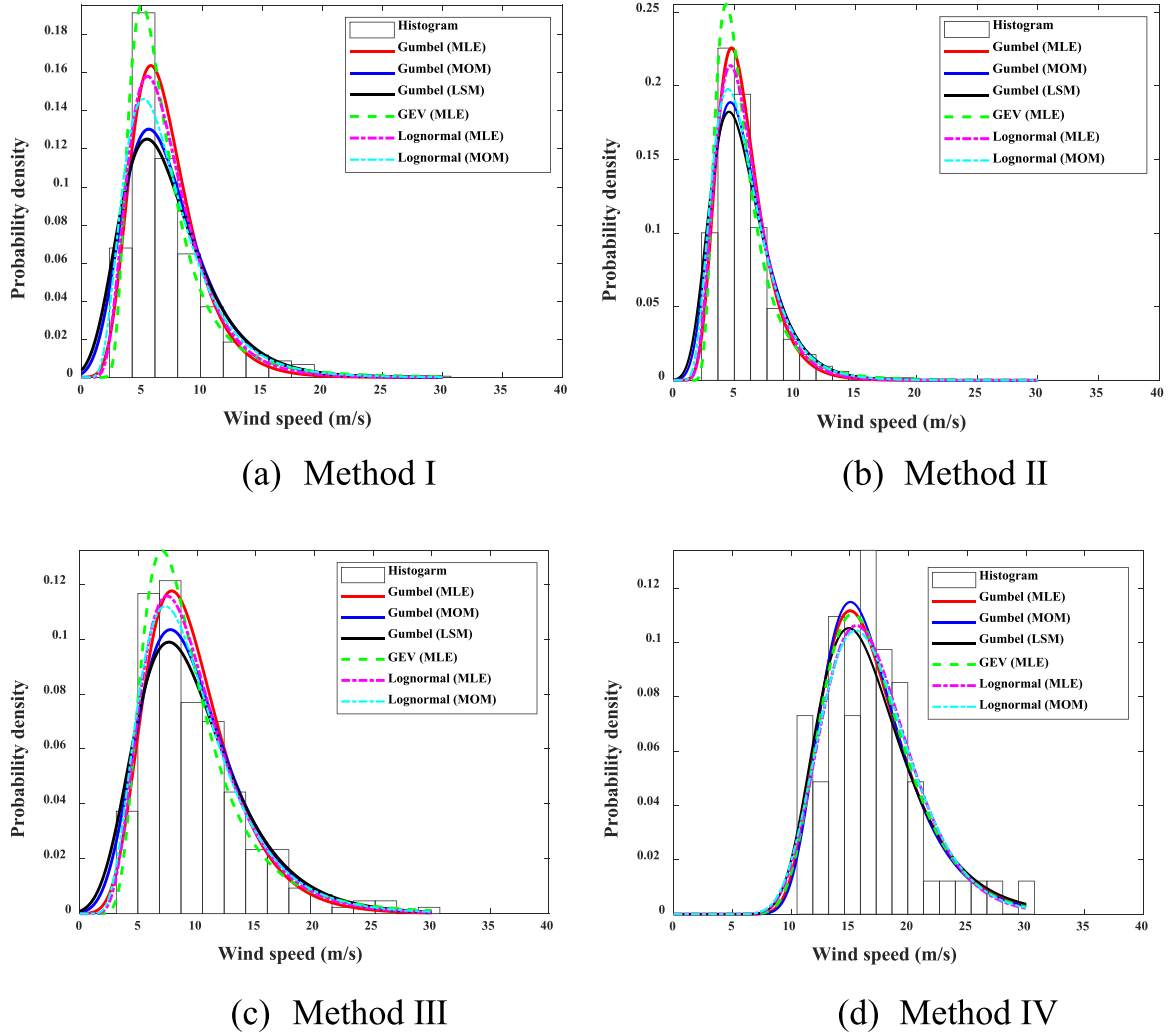 0.18
0.16
0.14
0.12
0.1
0.08
0.06
0.04
0.02
0
0 5 10 15 20 25 30 35 40
Probability density
Wind speed (m/s)
Histogram
Gumbel (MLE)
Gumbel (MOM)
Gumbel (LSM)
GEV (MLE)
Lognormal (MLE)
Lognormal (MOM)
(a) Method I
0.25
0.2
0.15
0.1
0.05
0
0 5 10 15 20 25 30 35 40
Probability density
Wind speed (m/s)
Histogram
Gumbel (MLE)
Gumbel (MOM)
Gumbel (LSM)
GEV (MLE)
Lognormal (MLE)
Lognormal (MOM)
(b) Method II
0.12
0.1
0.08
0.06
0.04
0.02
0
0 5 10 15 20 25 30 35 40
Probability density
Wind speed (m/s)
Histogarm
Gumbel (MLE)
Gumbel (MOM)
Gumbel (LSM)
GEV (MLE)
Lognormal (MLE)
Lognormal (MOM)
(c) Method III
0.12
0.1
0.08
0.06
0.04
0.02
0
0 5 10 15 20 25 30 35 40
Probability density
Wind speed (m/s)
Histogram
Gumbel (MLE)
Gumbel (MOM)
Gumbel (LSM)
GEV (MLE)
Lognormal (MLE)
Lognormal (MOM)
(d) Method IV